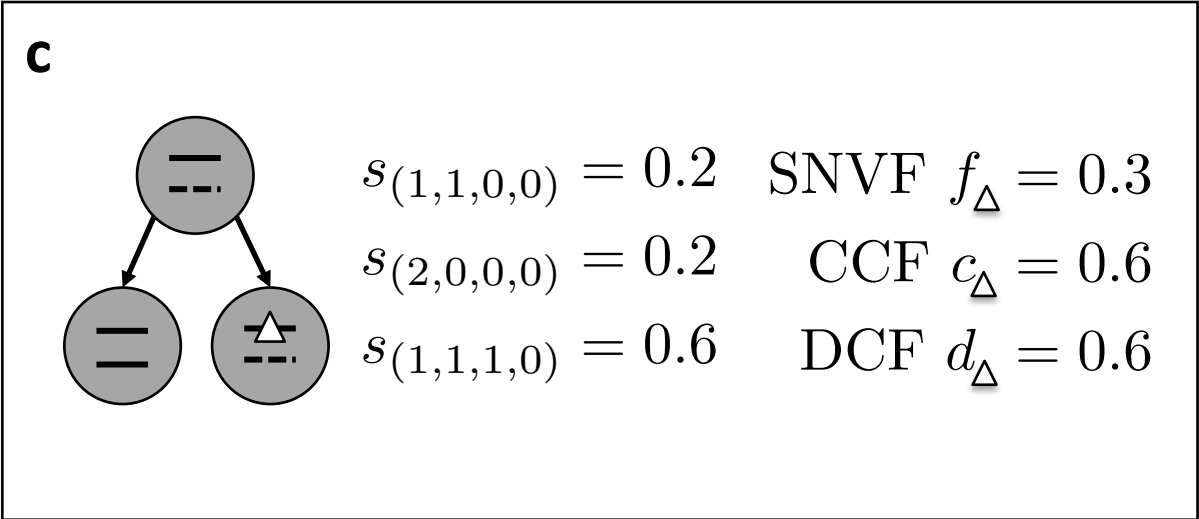 c
s(1,1,0,0) = 0.2 SNVF f△ = 0.3
s(2,0,0,0) = 0.2 CCF c△ = 0.6
s(1,1,1,0) = 0.6 DCF d△ = 0.6